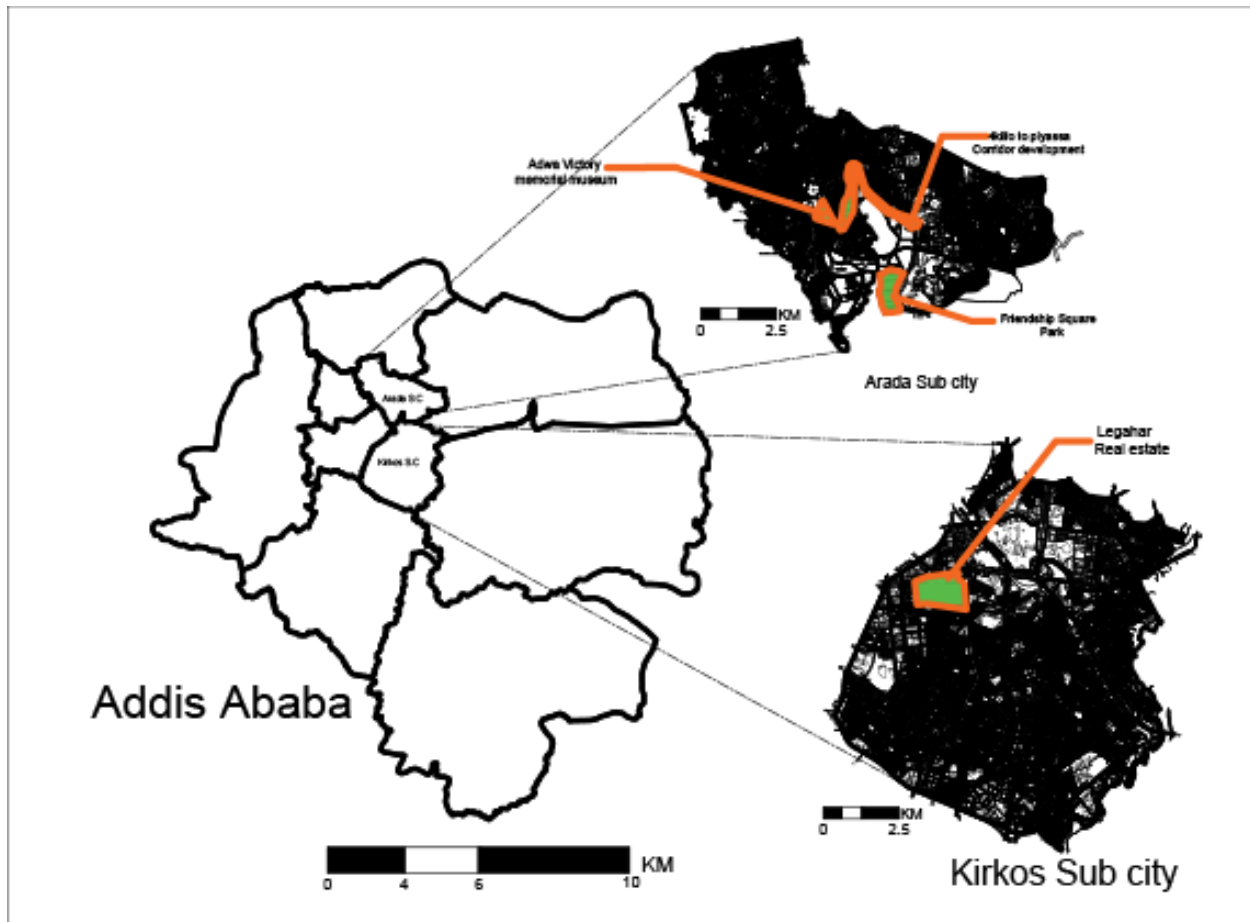 4kilo to piyassa
Corridor development
Adwa Victory
memorial museum
KM
0 2.5
Friendship Square
Park
Arada Sub city
Arada S.C
Kirkos S.C
Legahar
Real estate
Addis Ababa
KM
0 2.5
KM
0 4 6 10
Kirkos Sub city